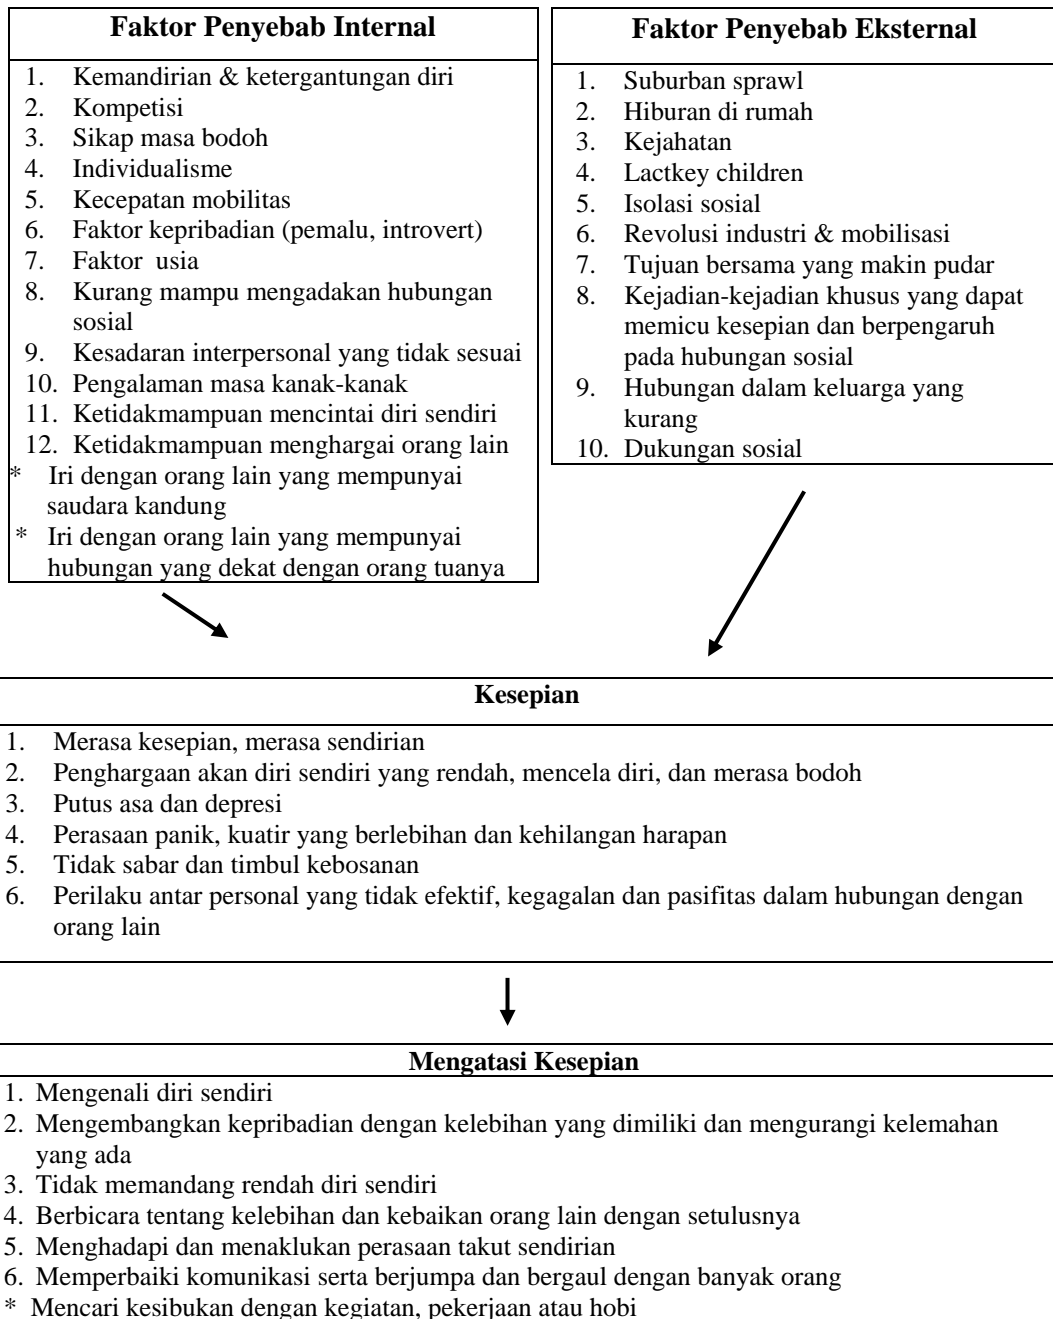 Faktor Penyebab Internal
1. Kemandirian & ketergantungan diri
2. Kompetisi
3. Sikap masa bodoh
4. Individualisme
5. Kecepatan mobilitas
6. Faktor kepribadian (pemalu, introvert)
7. Faktor usia
8. Kurang mampu mengadakan hubungan
sosial
9. Kesadaran interpersonal yang tidak sesuai
10. Pengalaman masa kanak-kanak
11. Ketidakmampuan mencintai diri sendiri
12. Ketidakmampuan menghargai orang lain
* Iri dengan orang lain yang mempunyai
saudara kandung
* Iri dengan orang lain yang mempunyai
hubungan yang dekat dengan orang tuanya
Faktor Penyebab Eksternal
1. Suburban sprawl
2. Hiburan di rumah
3. Kejahatan
4. Lactkey children
5. Isolasi sosial
6. Revolusi industri & mobilisasi
7. Tujuan bersama yang makin pudar
8. Kejadian-kejadian khusus yang dapat
memicu kesepian dan berpengaruh
pada hubungan sosial
9. Hubungan dalam keluarga yang
kurang
10. Dukungan sosial
Kesepian
1. Merasa kesepian, merasa sendirian
2. Penghargaan akan diri sendiri yang rendah, mencela diri, dan merasa bodoh
3. Putus asa dan depresi
4. Perasaan panik, kuatir yang berlebihan dan kehilangan harapan
5. Tidak sabar dan timbul kebosanan
6. Perilaku antar personal yang tidak efektif, kegagalan dan pasifitas dalam hubungan dengan
orang lain
Mengatasi Kesepian
1. Mengenali diri sendiri
2. Mengembangkan kepribadian dengan kelebihan yang dimiliki dan mengurangi kelemahan
yang ada
3. Tidak memandang rendah diri sendiri
4. Berbicara tentang kelebihan dan kebaikan orang lain dengan setulusnya
5. Menghadapi dan menaklukan perasaan takut sendirian
6. Memperbaiki komunikasi serta berjumpa dan bergaul dengan banyak orang
* Mencari kesibukan dengan kegiatan, pekerjaan atau hobi